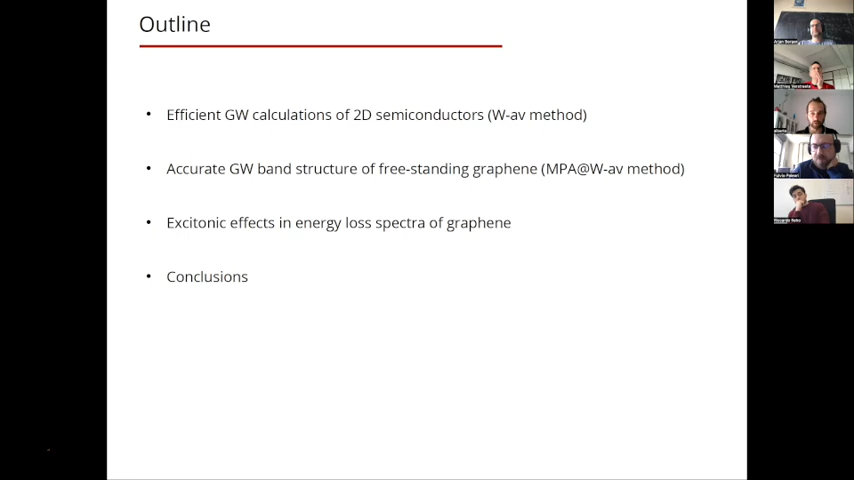 Outline
• Efficient GW calculations of 2D semiconductors (W-av method)
• Accurate GW band structure of free-standing graphene (MPA@W-av method)
• Excitonic effects in energy loss spectra of graphene
• Conclusions